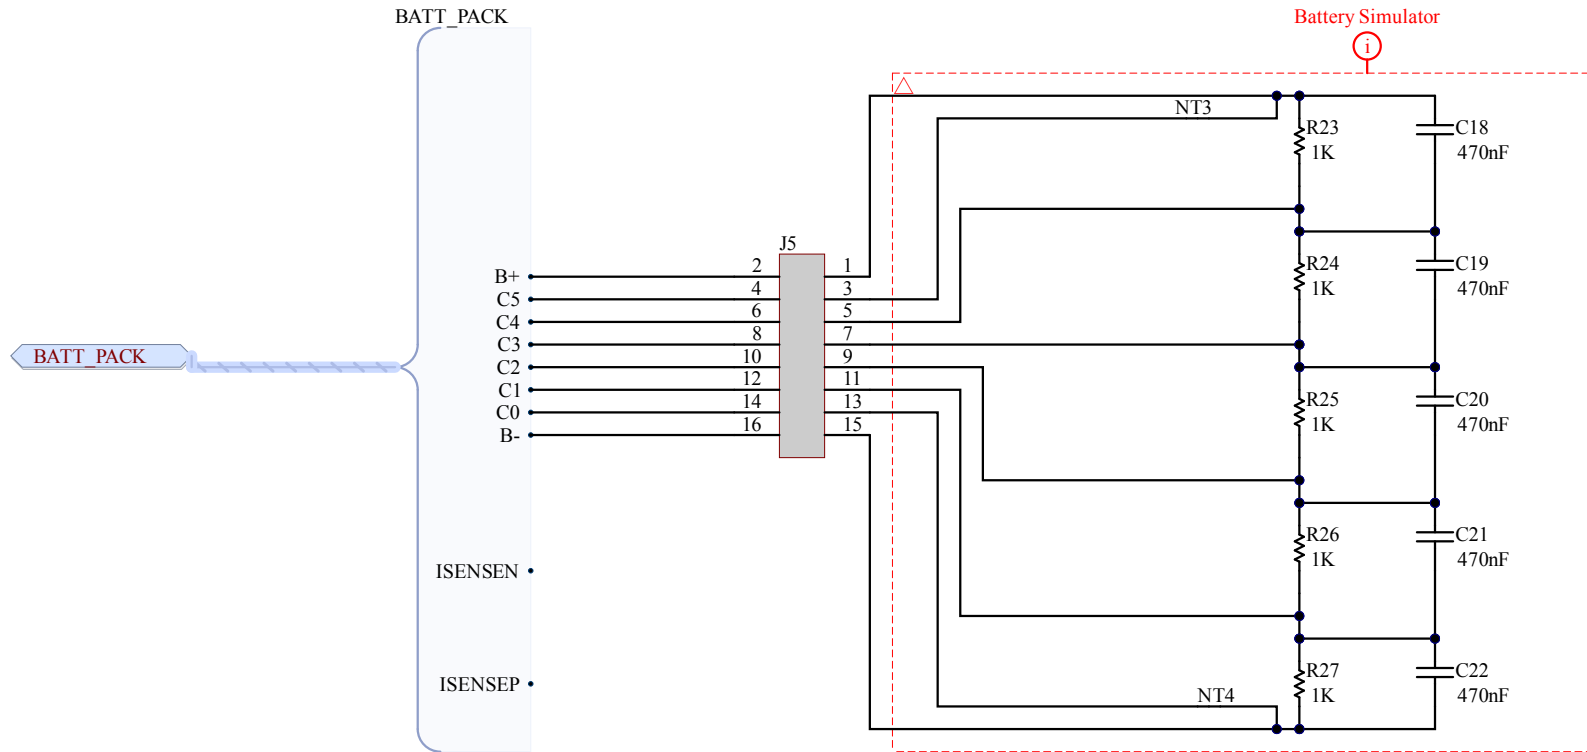 Battery Simulator
i
BATT_PACK
NT3
R23
1K
C18
470nF
J5
B+ 2 1
C5 4 3
C4 6 5
C3 8 7
C2 10 9
C1 12 11
C0 14 13
B- 16 15
R24
1K
C19
470nF
BATT_PACK
R25
1K
C20
470nF
R26
1K
C21
470nF
ISENSEN
ISENSEP
NT4
R27
1K
C22
470nF